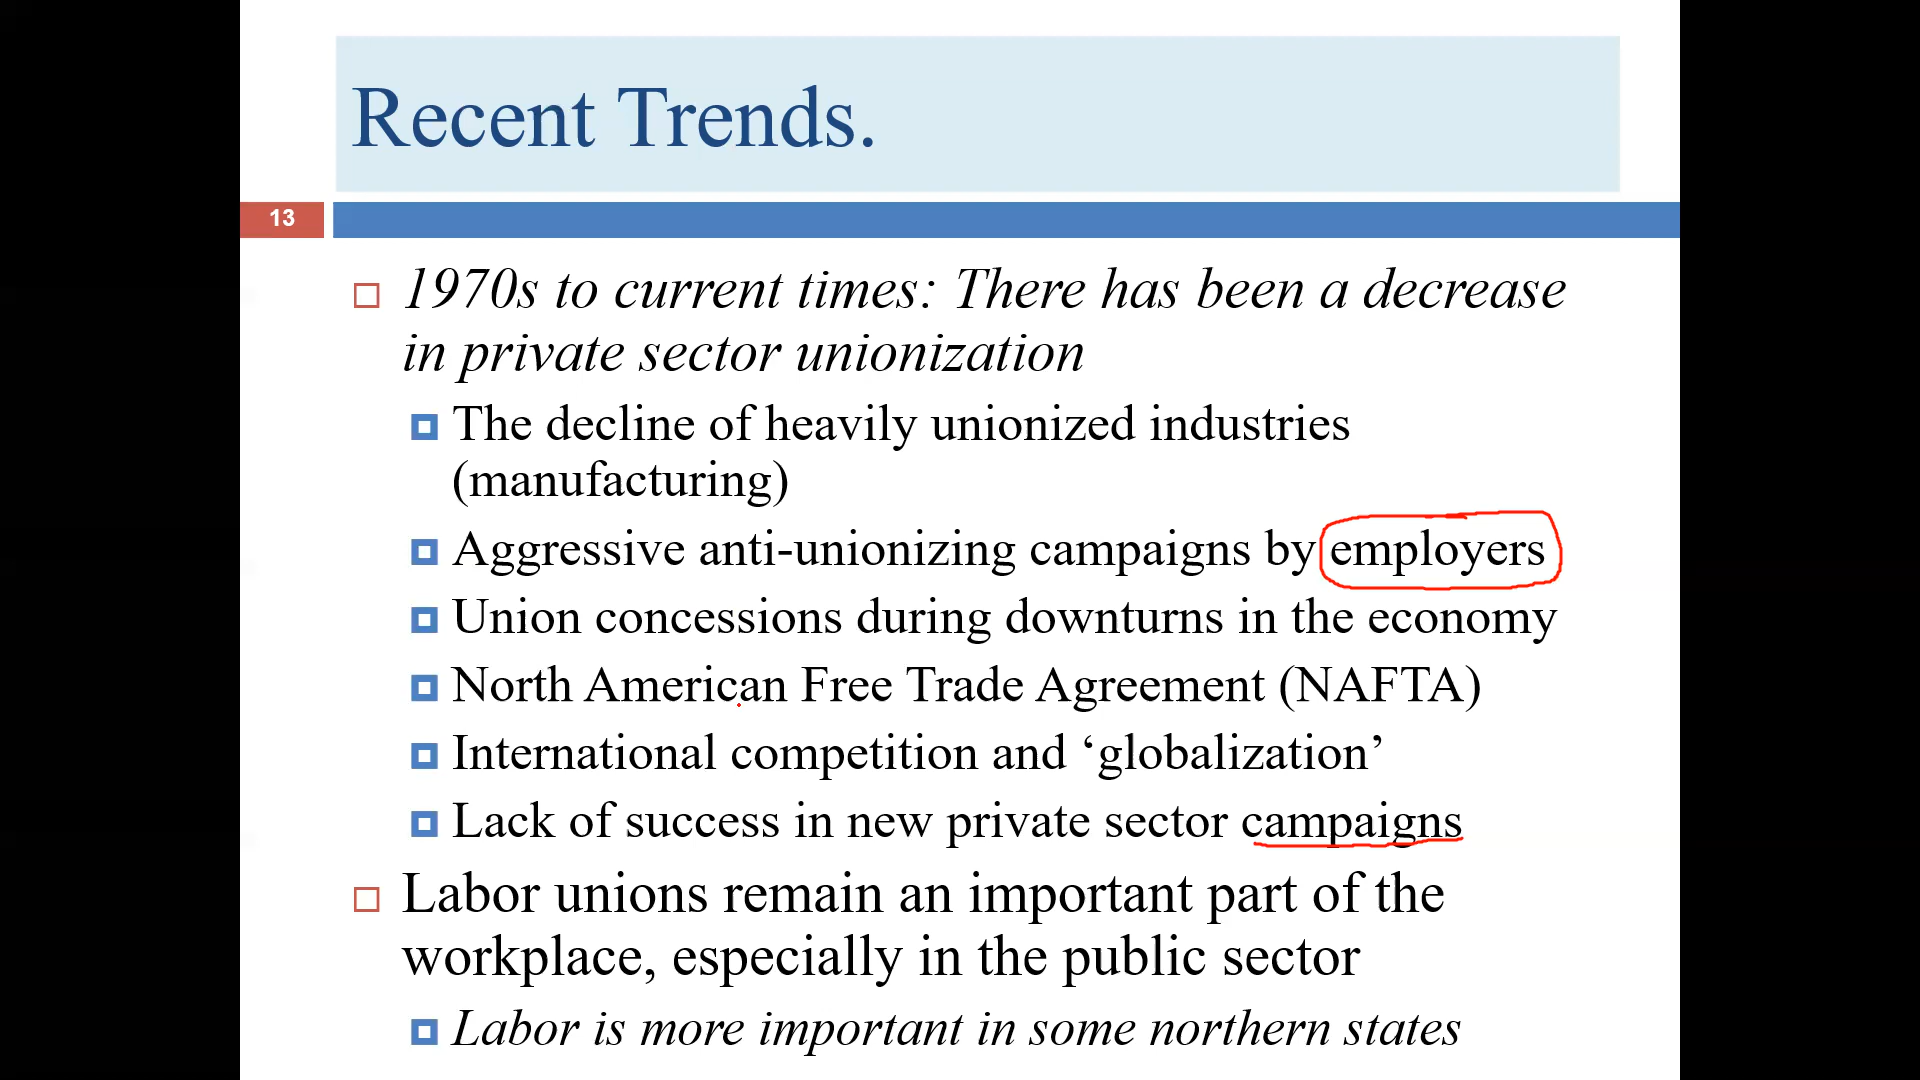 Recent Trends.
13
1970s to current times: There has been a decrease
in private sector unionization
The decline of heavily unionized industries
(manufacturing)
Aggressive anti-unionizing campaigns by employers
Union concessions during downturns in the economy
North American Free Trade Agreement (NAFTA)
International competition and ‘globalization’
Lack of success in new private sector campaigns
Labor unions remain an important part of the
workplace, especially in the public sector
Labor is more important in some northern states